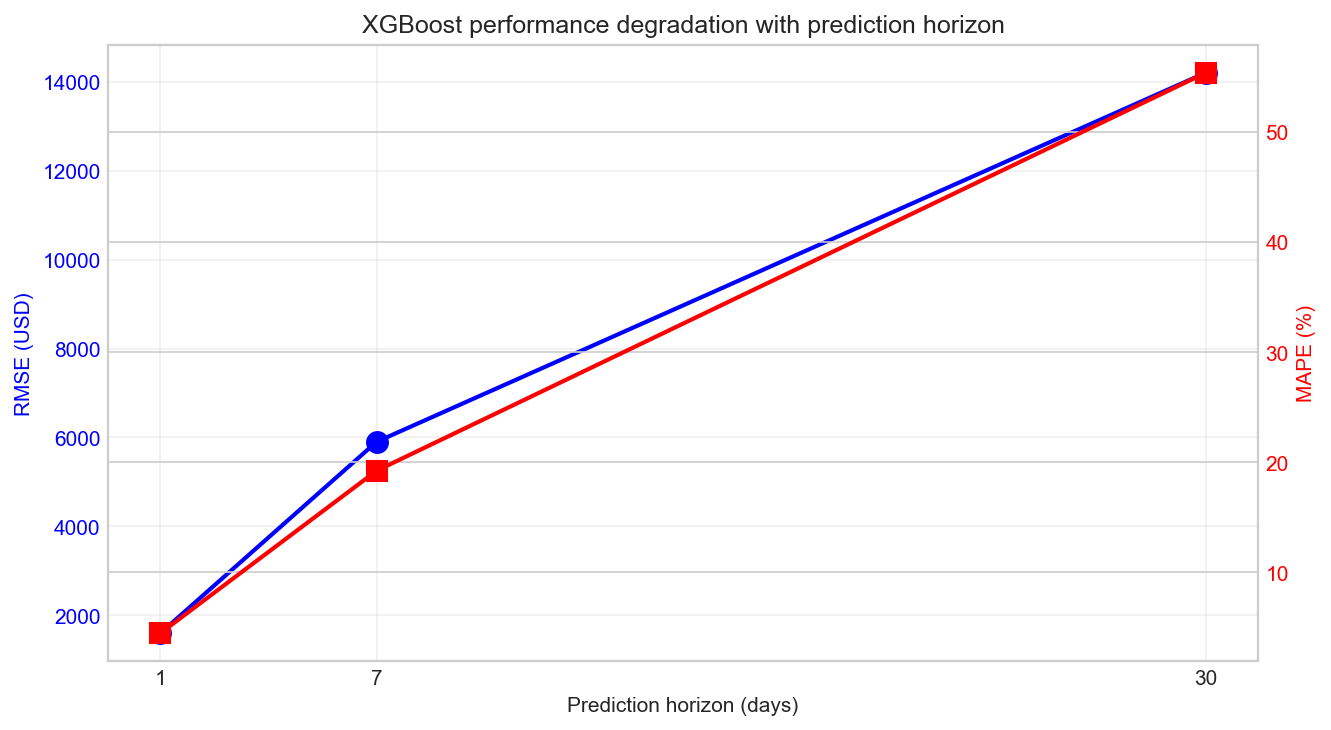 XGBoost performance degradation with prediction horizon
14000
12000
10000
8000
6000
4000
2000
RMSE (USD)
50
40
30
20
10
MAPE (%)
1 7 30
Prediction horizon (days)